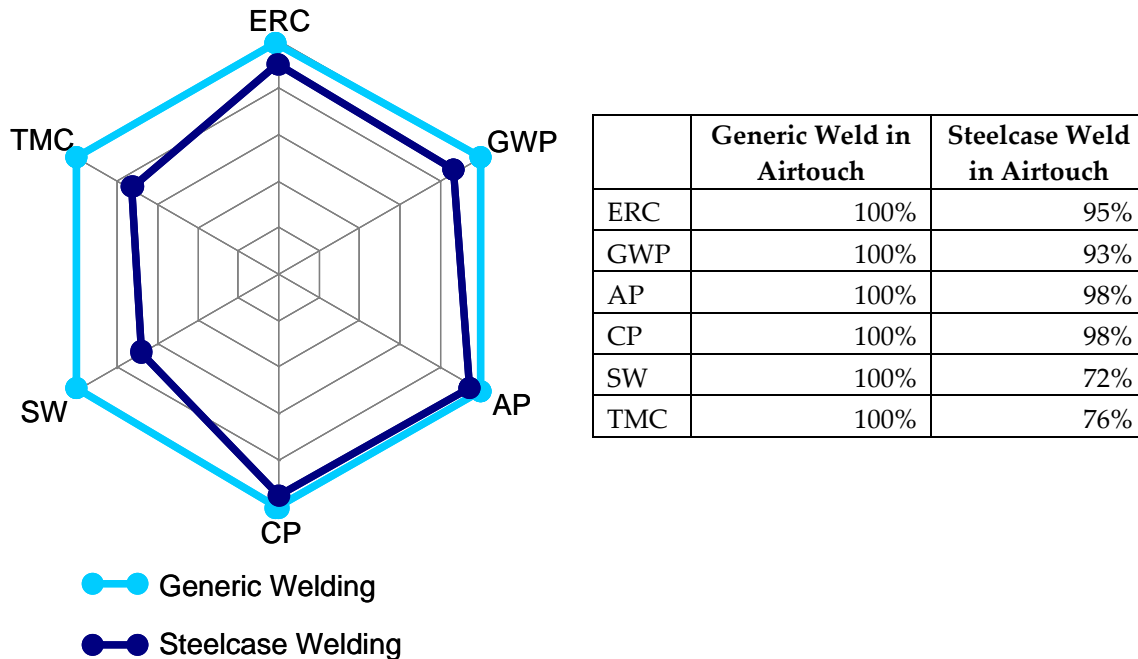 ERC
GWP
TMC
SW
AP
CP
Generic Welding
Steelcase Welding
Generic Weld in Airtouch Steelcase Weld in Airtouch
ERC 100% 95%
GWP 100% 93%
AP 100% 98%
CP 100% 98%
SW 100% 72%
TMC 100% 76%